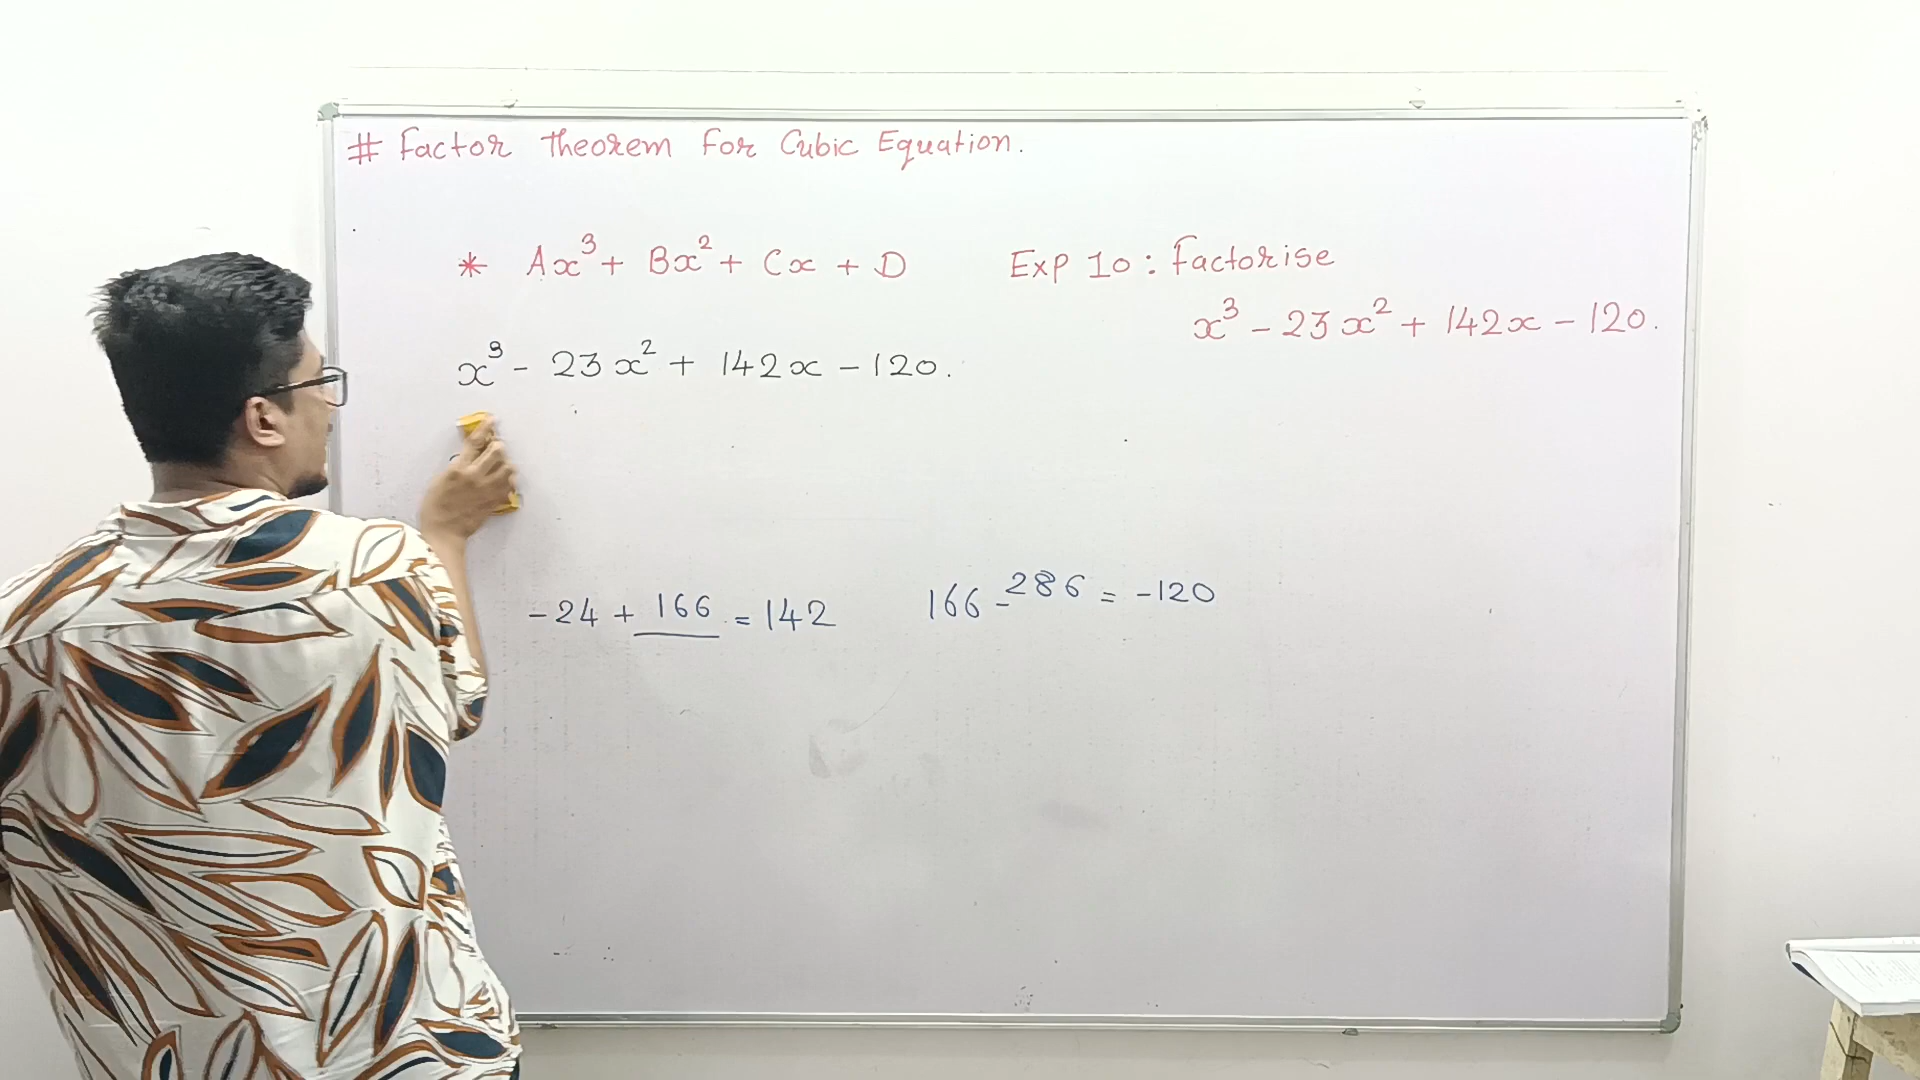 # Factor Theorem For Cubic Equation.
* Ax³ + Bx² + Cx + D
Exp 10 : Factorise
x³ - 23x² + 142x - 120.
x³ - 23x² + 142x - 120.
-24 + 166 = 142
166 - 286 = -120